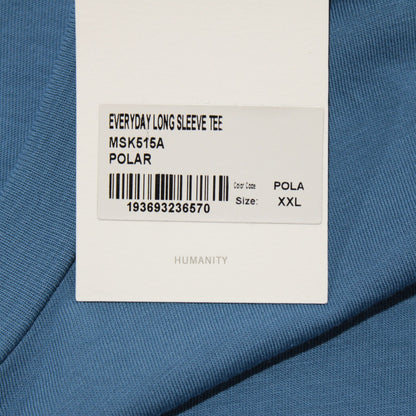 EVERYDAY LONG SLEEVE TEE
MSK515A
POLAR
Color Code POLA
Size: XXL
193693236570
HUMANITY